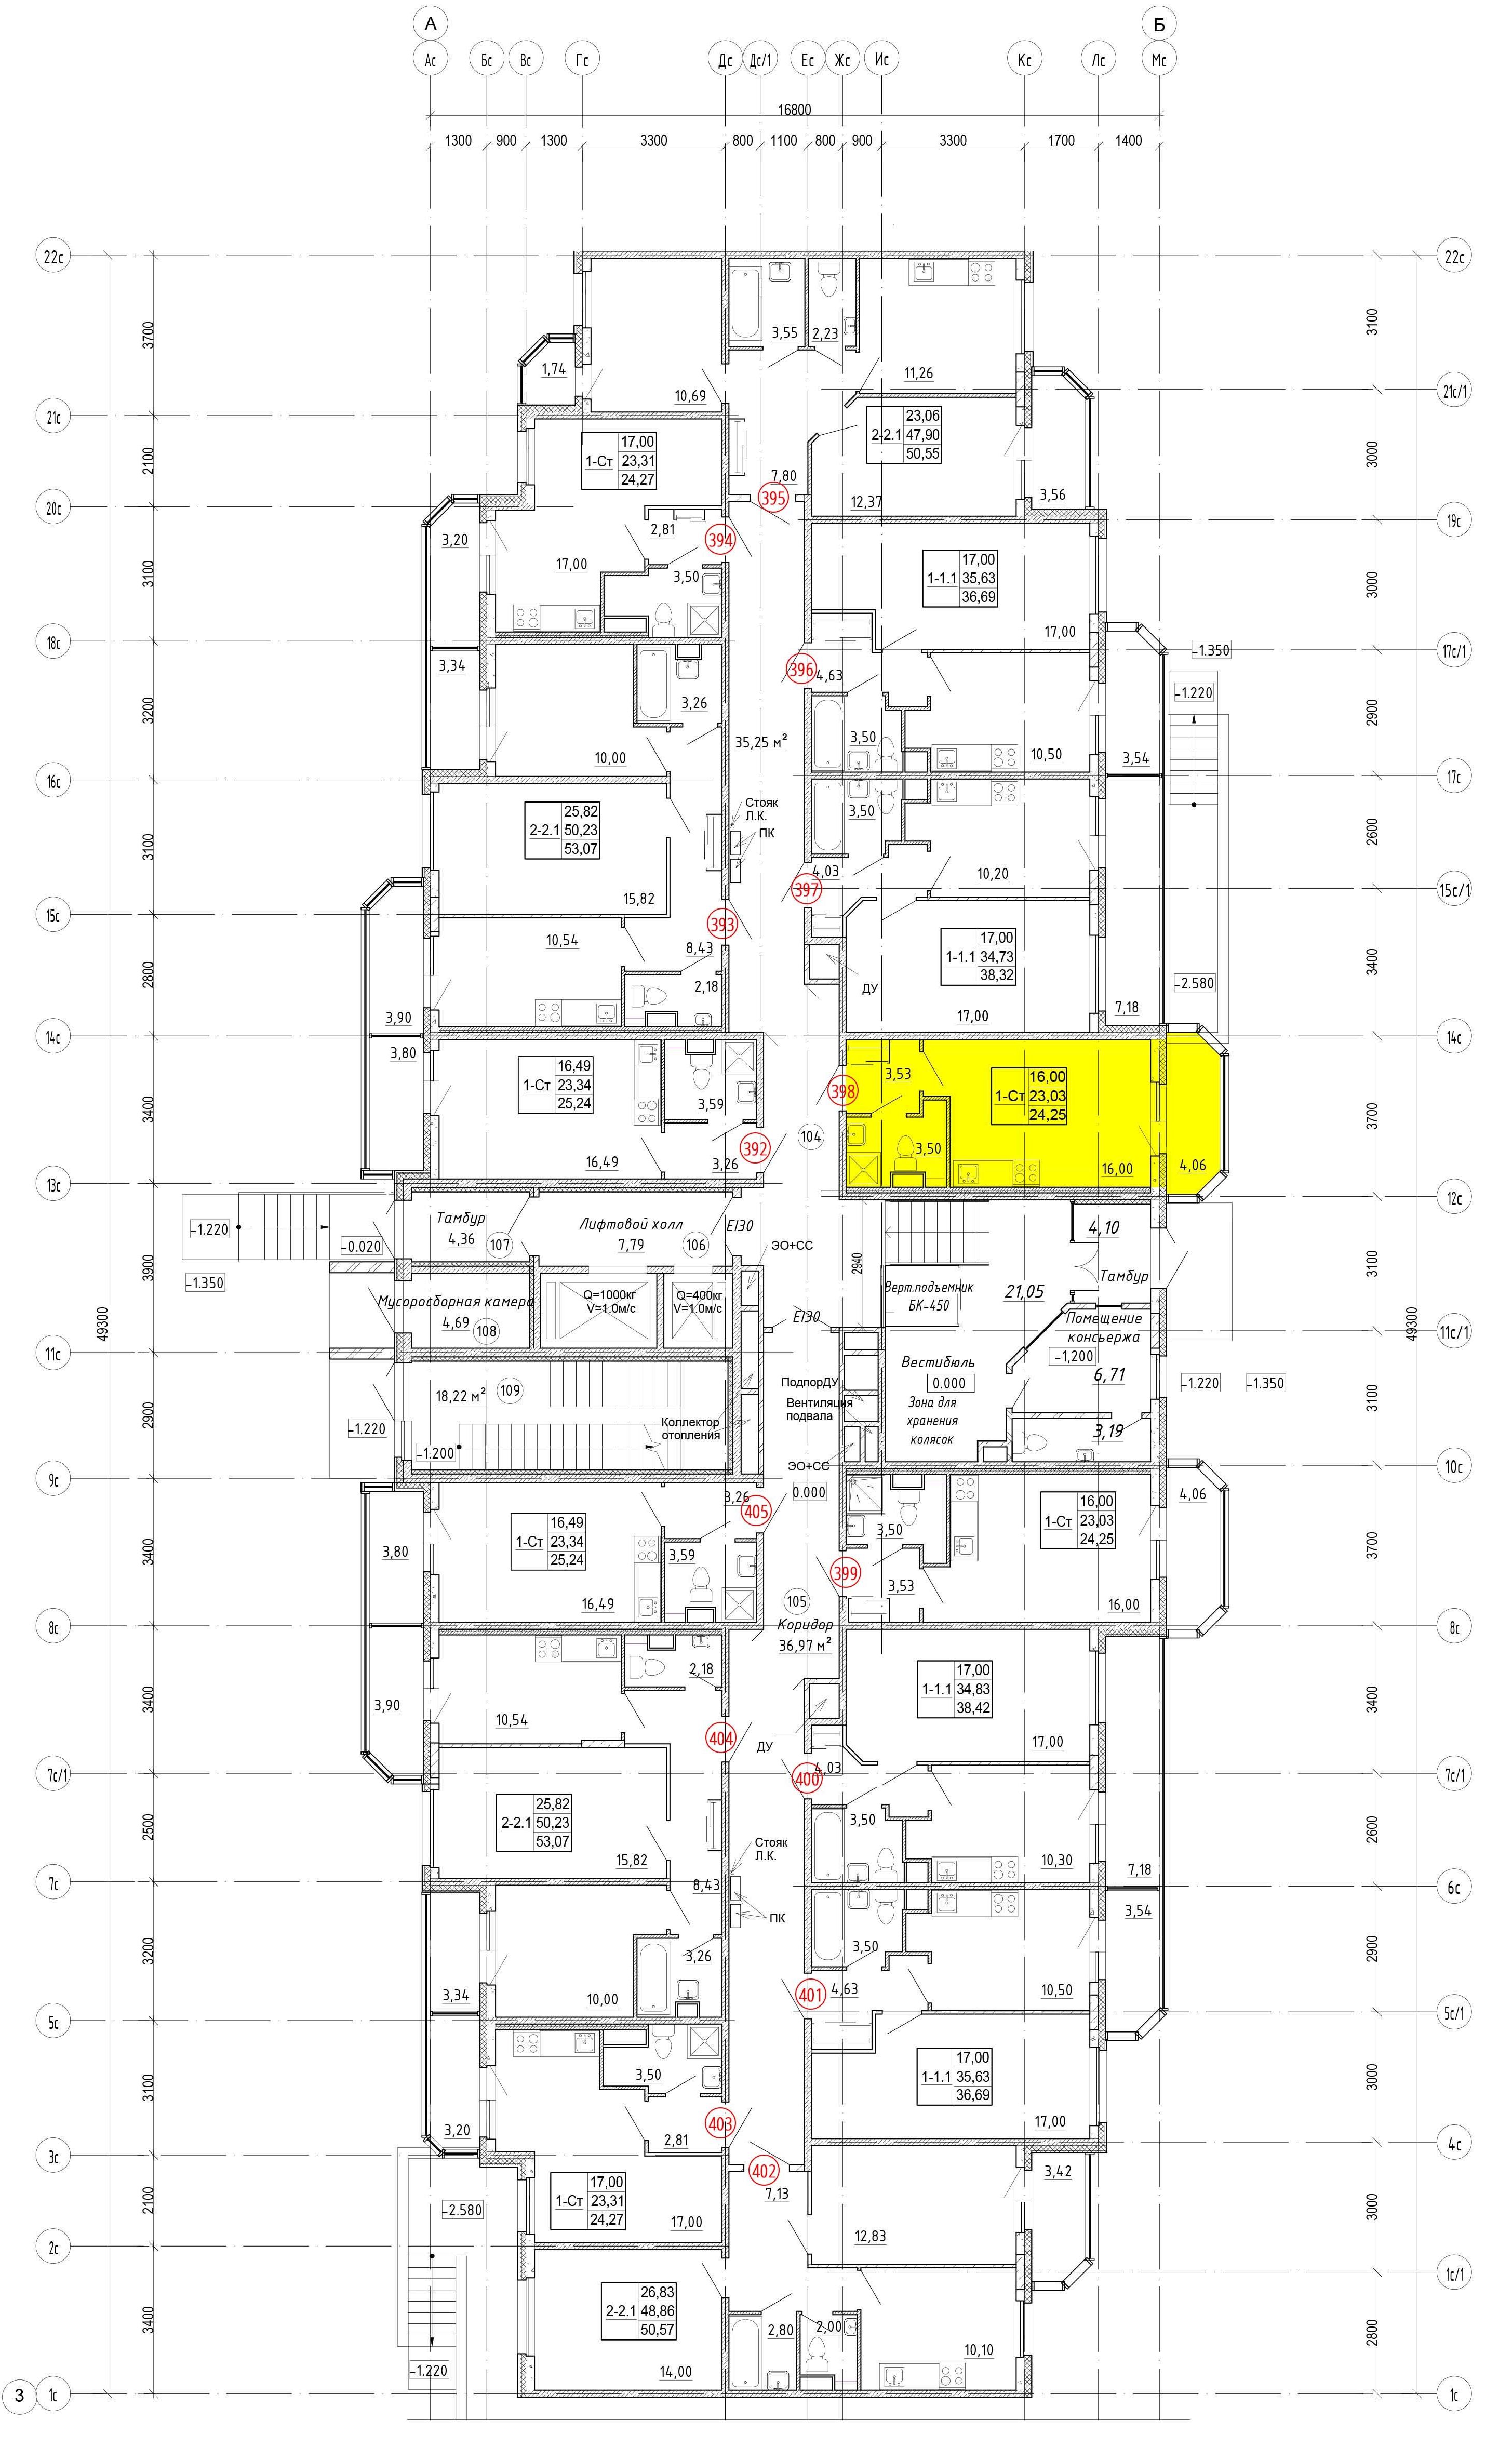 А
Б
Ас
Бс
Вс
Гс
Дс
Дс/1
Ес
Жс
Ис
Кс
Лс
Мс
16800
1300
900
1300
3300
800
1100
800
900
3300
1700
1400
22с
22с
3700
3100
3,55
2,23
11,26
1,74
10,69
21с/1
21с
17,00
1-Ст 23,31
24,27
23,06
2-2.1 47,90
50,55
2100
3000
7,80
395
12,37
3,56
20с
19с
3,20
2,81
394
17,00
3,50
17,00
1-1.1 35,63
36,69
3100
3000
17,00
18с
17с/1
-1.350
3,34
396
4,63
-1.220
3,26
3200
2900
35,25 м²
3,50
10,00
10,50
3,54
16с
17с
Стояк
Л.К.
ПК
25,82
2-2.1 50,23
53,07
3,50
3100
2600
4,03
10,20
397
15,82
15с/1
15с
393
10,54
8,43
17,00
1-1.1 34,73
38,32
2800
3400
2,18
ДУ
-2.580
3,90
17,00
7,18
14с
14с
3,80
16,49
1-Ст 23,34
25,24
3,53
398
16,00
1-Ст 23,03
24,25
3400
3700
3,59
104
392
3,50
16,49
3,26
16,00
4,06
13с
12с
-1.220
-0.020
Тамбур
4,36
107
Лифтовой холл
7,79
106
EI30
4,10
ЭО+СС
2940
Тамбур
-1.350
3900
3100
Верт.подъемник
БК-450
21,05
Мусоросборная камера
4,69
108
Q=1000кг
V=1.0м/с
Q=400кг
V=1.0м/с
EI30
Помещение
консьержа
-1,200
6,71
49300
49300
11с
11с/1
Вестибюль
0.000
18,22 м²
109
ПодпорДУ
Вентиляция
подвала
Зона для
хранения
колясок
-1.220
-1.350
2900
3100
-1.220
-1.200
Коллектор
отопления
3,19
ЭО+СС
9с
10с
0.000
3,26
405
4,06
16,49
1-Ст 23,34
25,24
16,00
1-Ст 23,03
24,25
3,50
3400
3700
3,80
3,59
399
3,53
16,49
105
16,00
8с
8с
Коридор
36,97 м²
2,18
17,00
1-1.1 34,83
38,42
3400
3400
3,90
10,54
404
ДУ
17,00
4,03
400
7с/1
7с/1
25,82
2-2.1 50,23
53,07
3,50
2500
2600
Стояк
Л.К.
15,82
10,30
7,18
7с
8,43
6с
ПК
3,54
3,26
3,50
3200
2900
3,34
10,00
401
4,63
10,50
5с
5с/1
3,50
17,00
1-1.1 35,63
36,69
3100
3000
3,20
403
2,81
17,00
3с
4с
402
3,42
17,00
1-Ст 23,31
24,27
7,13
-2.580
2100
3000
17,00
12,83
2с
1с/1
26,83
2-2.1 48,86
50,57
3400
2800
2,80
2,00
-1.220
14,00
10,10
3
1с
1с